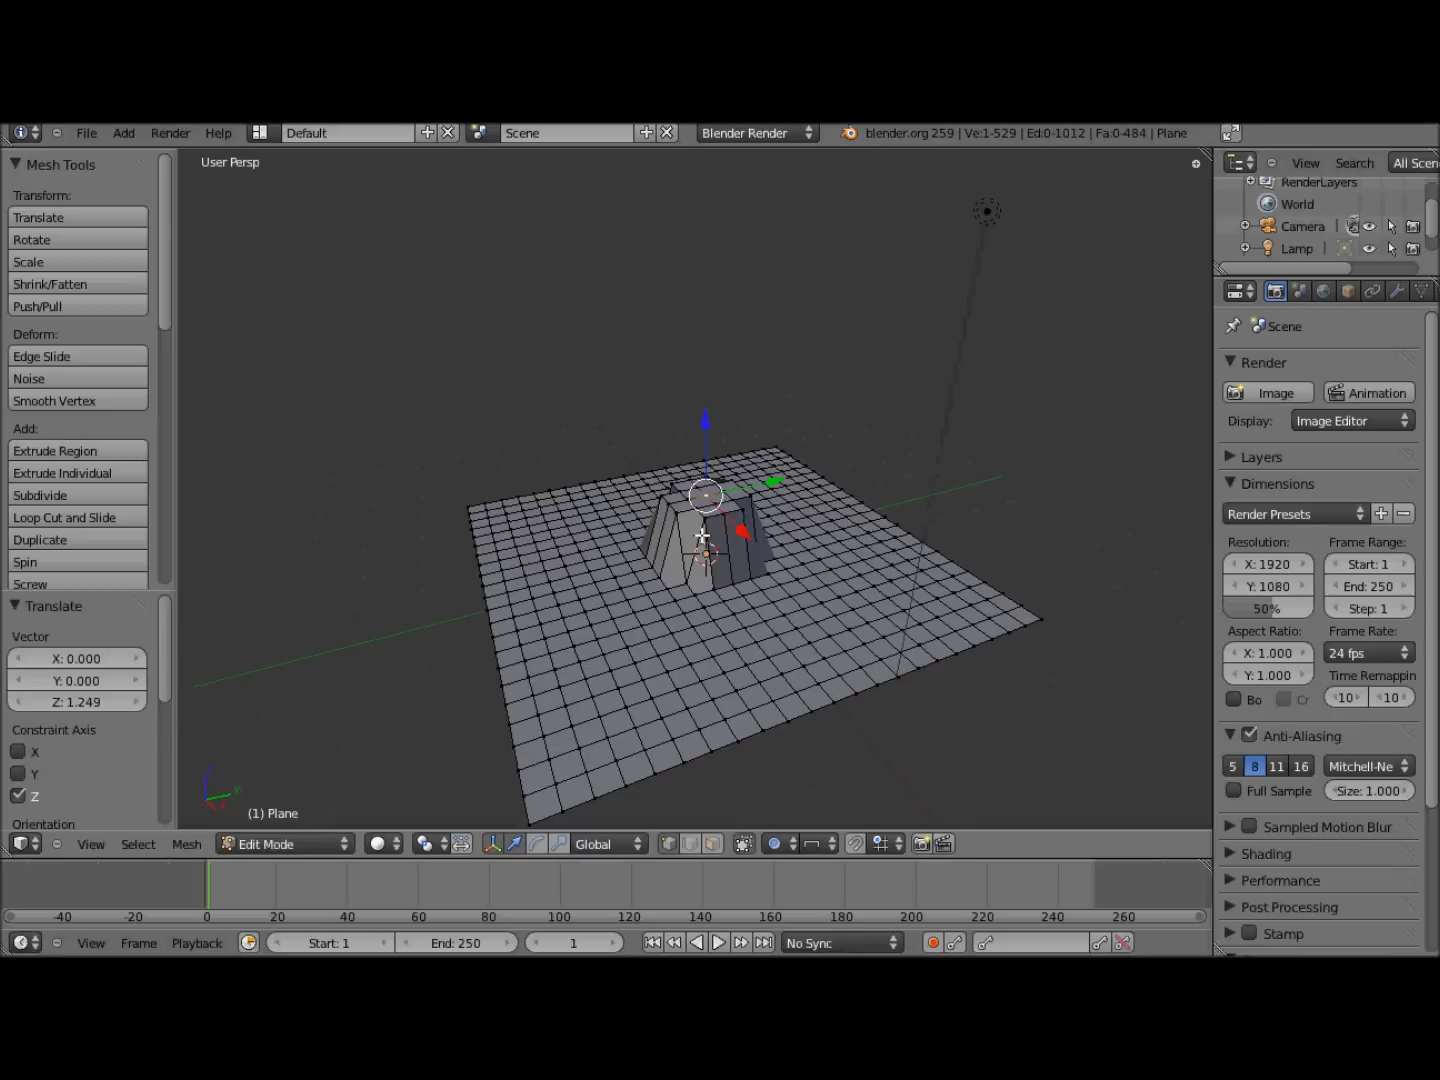 File Add Render Help Default Scene Blender Render blender.org 259 | Ve:1-529 | Ed:0-1012 | Fa:0-484 | Plane
Mesh Tools
Transform:
Translate
Rotate
Scale
Shrink/Fatten
Push/Pull
Deform:
Edge Slide
Noise
Smooth Vertex
Add:
Extrude Region
Extrude Individual
Subdivide
Loop Cut and Slide
Duplicate
Spin
Screw
Translate
Vector
X: 0.000
Y: 0.000
Z: 1.249
Constraint Axis
X
Y
Z
Orientation
User Persp
(1) Plane
View Select Mesh Edit Mode Global
-40 -20 0 20 40 60 80 100 120 140 160 180 200 220 240 260
View Frame Playback Start: 1 End: 250 1 No Sync
View Search All Scen
RenderLayers
World
Camera
Lamp
Scene
Render
Image Animation
Display: Image Editor
Layers
Dimensions
Render Presets
Resolution: Frame Range:
X: 1920 Start: 1
Y: 1080 End: 250
50% Step: 1
Aspect Ratio: Frame Rate:
X: 1.000 24 fps
Y: 1.000 Time Remappin
Bo Cr 10 10
Anti-Aliasing
5 8 11 16 Mitchell-Ne
Full Sample Size: 1.000
Sampled Motion Blur
Shading
Performance
Post Processing
Stamp